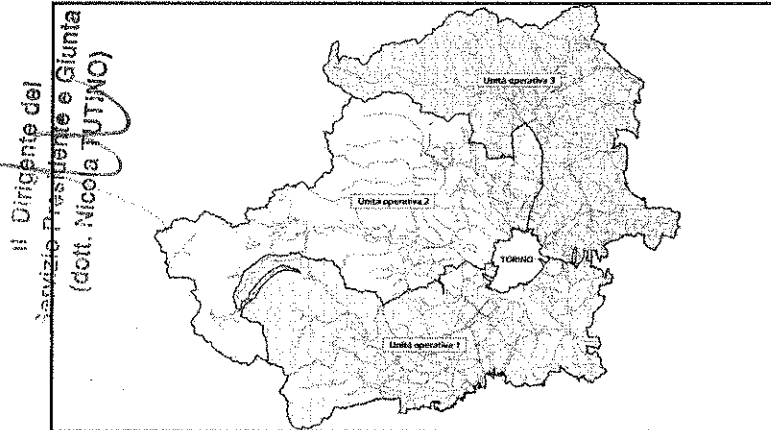 Il Dirigente del
Servizio Presidente e Giunta
(dott. Nicola TUTINO)
Unità operativa 3
Unità operativa 2
TORINO
Unità operativa 1